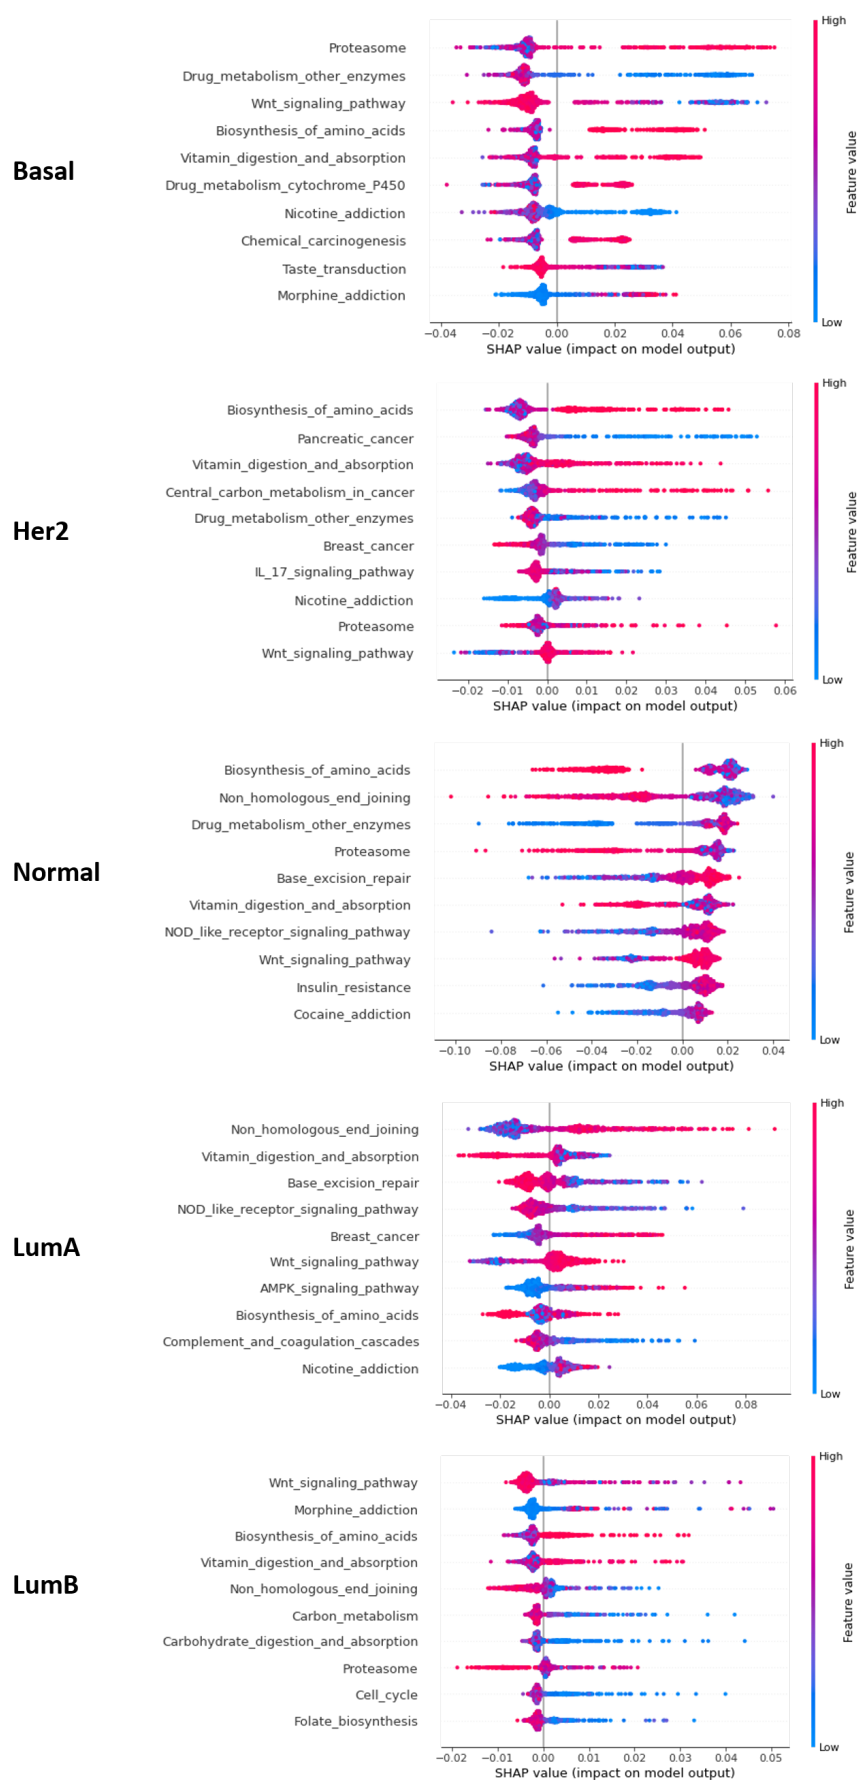 High
Proteasome
Drug_metabolism_other_enzymes
Wnt_signaling_pathway
Biosynthesis_of_amino_acids
Basal
Vitamin_digestion_and_absorption
Drug_metabolism_cytochrome_P450
Nicotine_addiction
Chemical_carcinogenesis
Taste_transduction
Morphine_addiction
Feature value
Low
−0.04 −0.02 0.00 0.02 0.04 0.06 0.08
SHAP value (impact on model output)
High
Biosynthesis_of_amino_acids
Pancreatic_cancer
Vitamin_digestion_and_absorption
Central_carbon_metabolism_in_cancer
Drug_metabolism_other_enzymes
Her2
Breast_cancer
IL_17_signaling_pathway
Nicotine_addiction
Proteasome
Wnt_signaling_pathway
Feature value
Low
−0.02 −0.01 0.00 0.01 0.02 0.03 0.04 0.05 0.06
SHAP value (impact on model output)
High
Biosynthesis_of_amino_acids
Non_homologous_end_joining
Drug_metabolism_other_enzymes
Proteasome
Normal
Base_excision_repair
Vitamin_digestion_and_absorption
NOD_like_receptor_signaling_pathway
Wnt_signaling_pathway
Insulin_resistance
Cocaine_addiction
Feature value
Low
−0.10 −0.08 −0.06 −0.04 −0.02 0.00 0.02 0.04
SHAP value (impact on model output)
High
Non_homologous_end_joining
Vitamin_digestion_and_absorption
Base_excision_repair
NOD_like_receptor_signaling_pathway
Breast_cancer
LumA
Wnt_signaling_pathway
AMPK_signaling_pathway
Biosynthesis_of_amino_acids
Complement_and_coagulation_cascades
Nicotine_addiction
Feature value
Low
−0.04 −0.02 0.00 0.02 0.04 0.06 0.08
SHAP value (impact on model output)
High
Wnt_signaling_pathway
Morphine_addiction
Biosynthesis_of_amino_acids
Vitamin_digestion_and_absorption
LumB
Non_homologous_end_joining
Carbon_metabolism
Carbohydrate_digestion_and_absorption
Proteasome
Cell_cycle
Folate_biosynthesis
Feature value
Low
−0.02 −0.01 0.00 0.01 0.02 0.03 0.04 0.05
SHAP value (impact on model output)